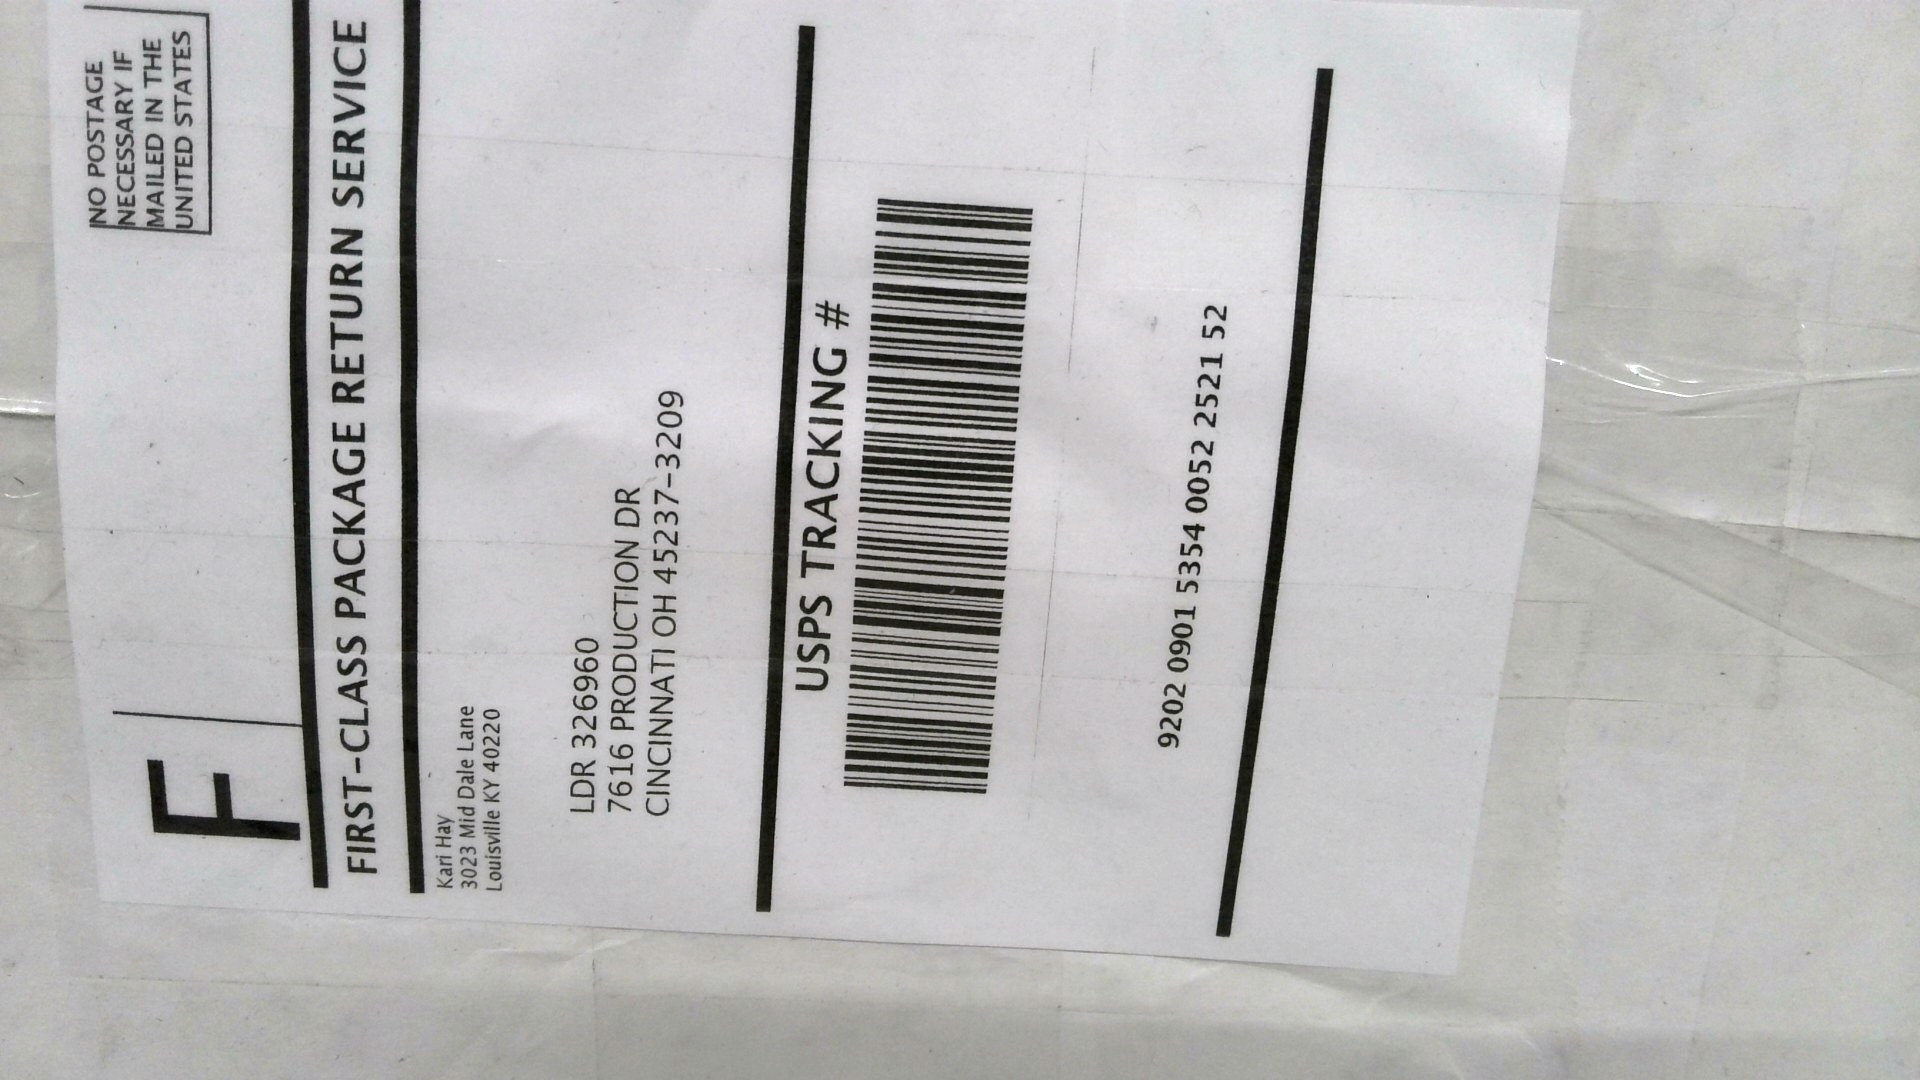 F
NO POSTAGE
NECESSARY IF
MAILED IN THE
UNITED STATES
FIRST-CLASS PACKAGE RETURN SERVICE
Kari Hay
3023 Mid Dale Lane
Louisville KY 40220
LDR 326960
7616 PRODUCTION DR
CINCINNATI OH 45237-3209
USPS TRACKING #
9202 0901 5354 0052 2521 52